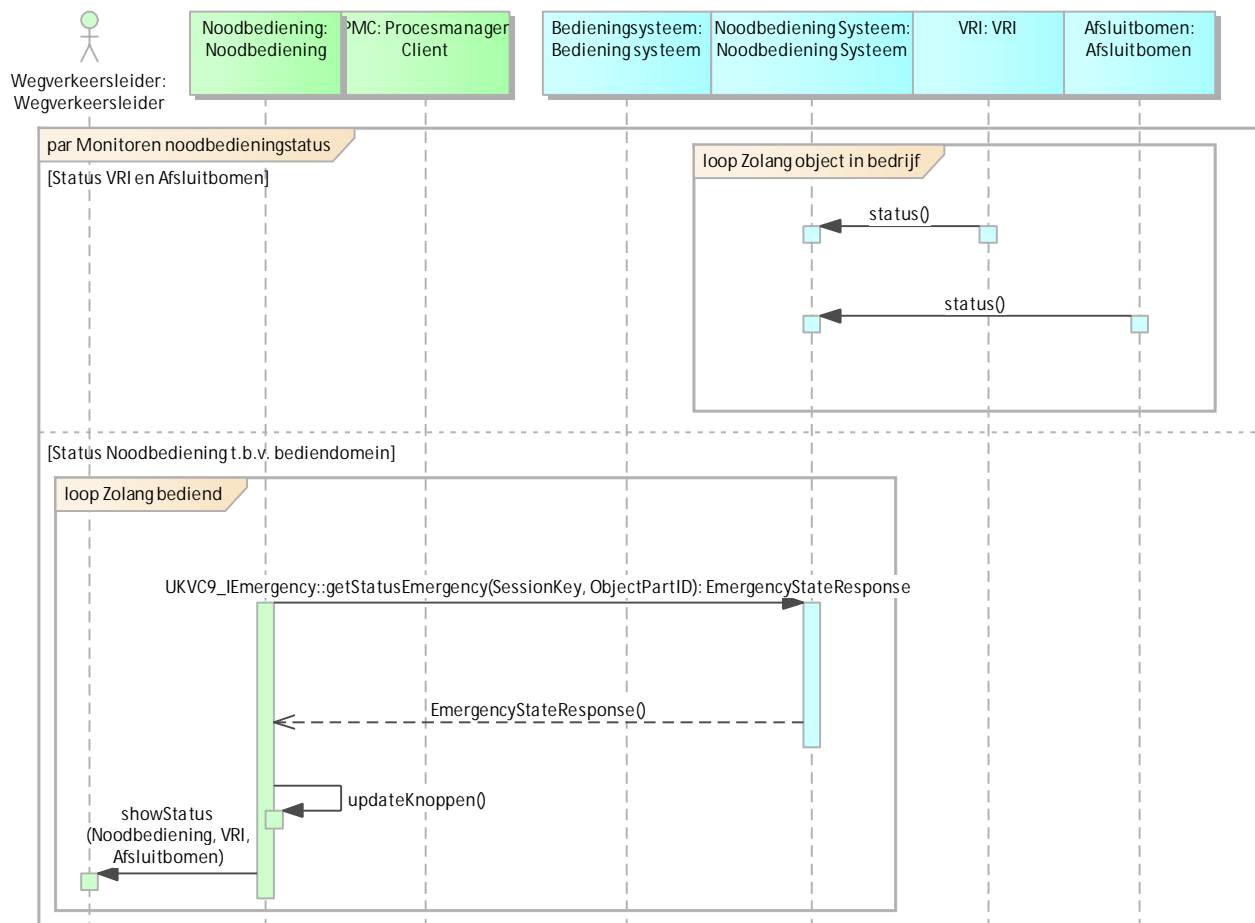 Wegverkeersleider:
Wegverkeersleider
Noodbediening:
Noodbediening
PMC: Procesmanager
Client
Bedieningsysteem:
Bediening systeem
Noodbediening Systeem:
Noodbediening Systeem
VRI: VRI
Afsluitbomen:
Afsluitbomen
par Monitoren noodbedieningstatus
[Status VRI en Afsluitbomen]
loop Zolang object in bedrijf
status()
status()
[Status Noodbediening t.b.v. bediendomein]
loop Zolang bediend
UKVC9_IEmergency::getStatusEmergency(SessionKey, ObjectPartID): EmergencyStateResponse
EmergencyStateResponse()
updateKnoppen()
showStatus
(Noodbediening, VRI,
Afsluitbomen)